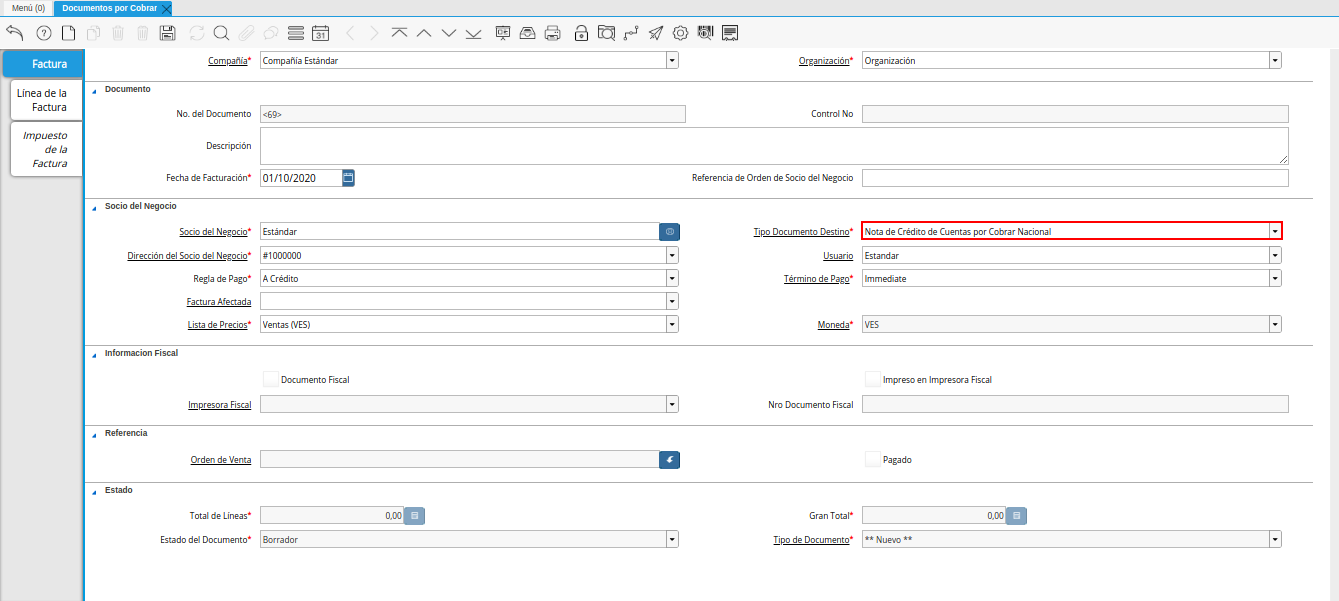 Menú (0) Documentos por Cobrar
31
Factura
Línea de la
Factura
Impuesto
de la
Factura
Compañía* Compañía Estándar Organización* Organización
Documento
No. del Documento <69> Control No
Descripción
Fecha de Facturación* 01/10/2020 Referencia de Orden de Socio del Negocio
Socio del Negocio
Socio del Negocio* Estándar Tipo Documento Destino* Nota de Crédito de Cuentas por Cobrar Nacional
Dirección del Socio del Negocio* #1000000 Usuario Estandar
Regla de Pago* A Crédito Término de Pago* Immediate
Factura Afectada
Lista de Precios* Ventas (VES) Moneda* VES
Informacion Fiscal
Documento Fiscal Impreso en Impresora Fiscal
Impresora Fiscal Nro Documento Fiscal
Referencia
Orden de Venta Pagado
Estado
Total de Líneas* 0,00 Gran Total* 0,00
Estado del Documento* Borrador Tipo de Documento* ** Nuevo **